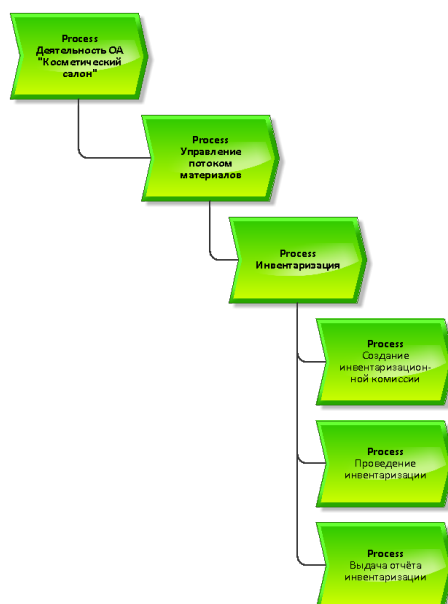 Process
Деятельность ОА
"Косметический
салон"
Process
Управление
потоком
материалов
Process
Инвентаризация
Process
Создание
инвентаризацион-
ной комиссии
Process
Проведение
инвентаризации
Process
Выдача отчёта
инвентаризации